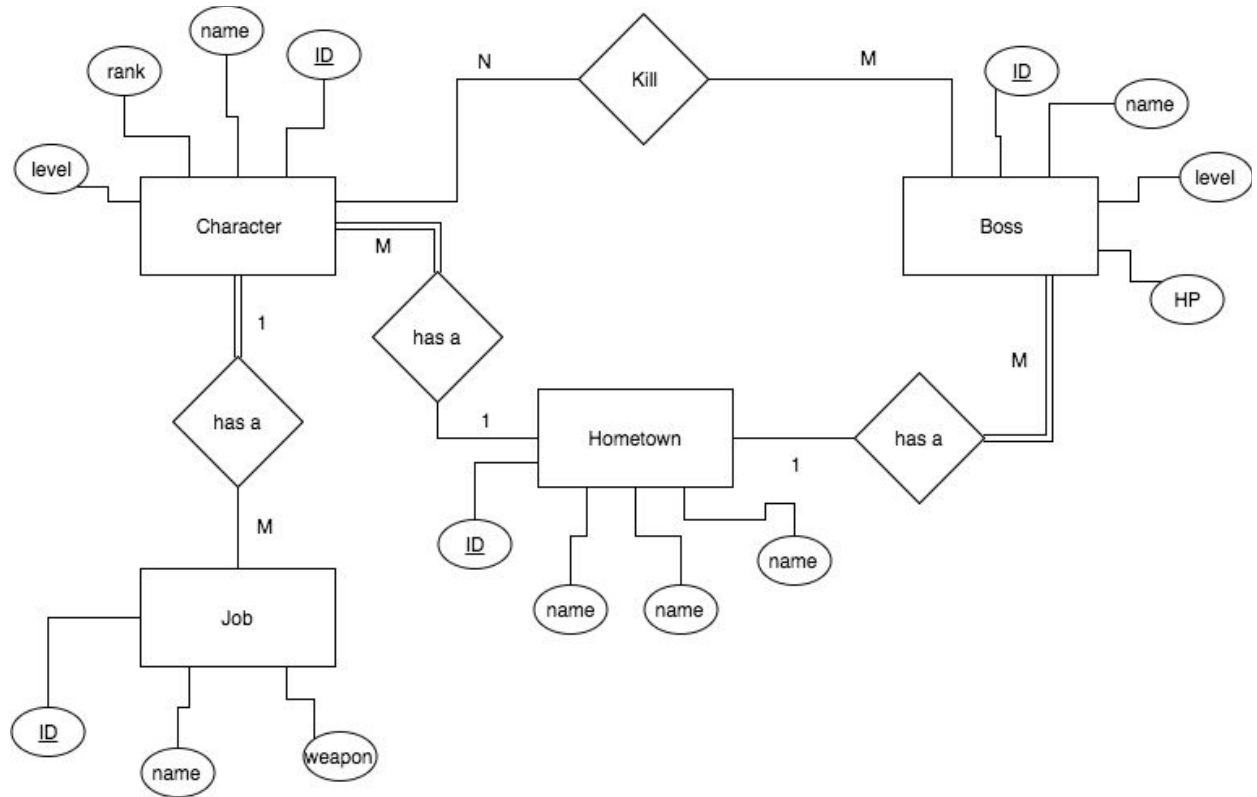 name
ID
rank
level
Character
N
Kill
M
ID
name
level
Boss
HP
M
has a
1
1
has a
M
Hometown
1
has a
M
ID
name
name
name
Job
ID
name
weapon